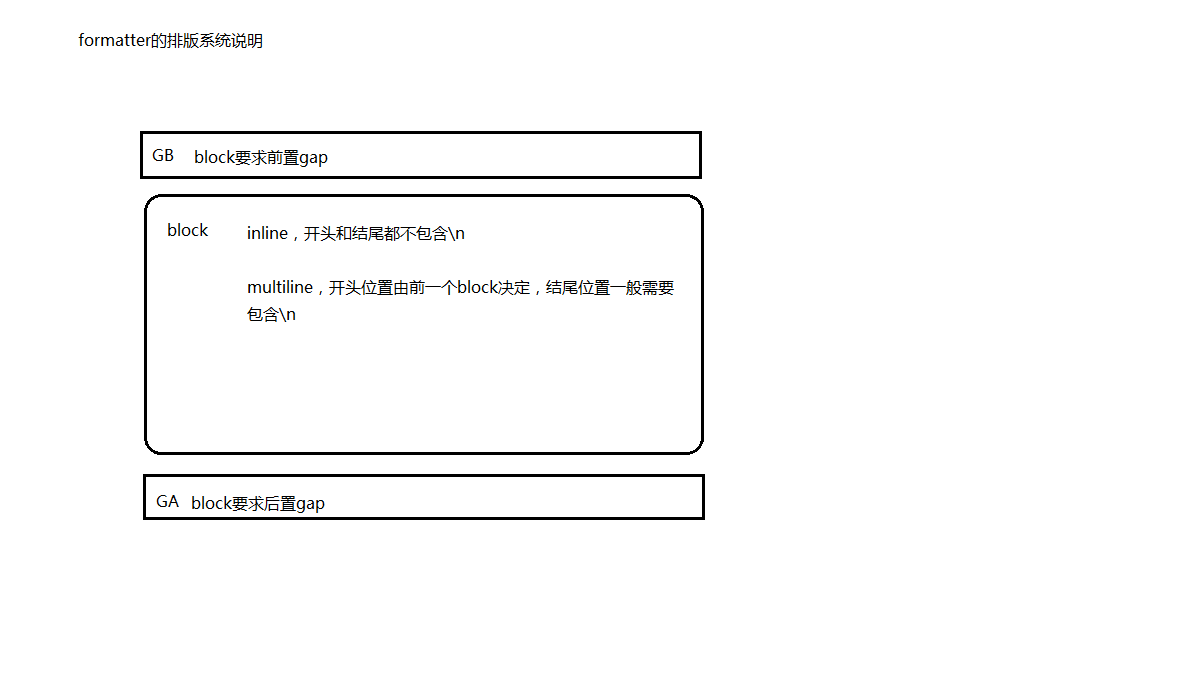 formatter的排版系统说明
GB block要求前置gap
block inline，开头和结尾都不包含\n
multiline，开头位置由前一个block决定，结尾位置一般需要
包含\n
GA block要求后置gap